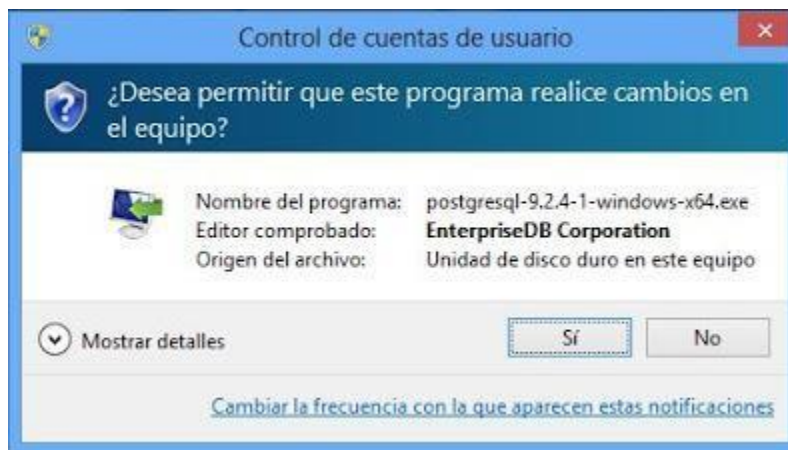 Control de cuentas de usuario
¿Desea permitir que este programa realice cambios en
el equipo?
Nombre del programa: postgresql-9.2.4-1-windows-x64.exe
Editor comprobado: EnterpriseDB Corporation
Origen del archivo: Unidad de disco duro en este equipo
Mostrar detalles
Sí No
Cambiar la frecuencia con la que aparecen estas notificaciones